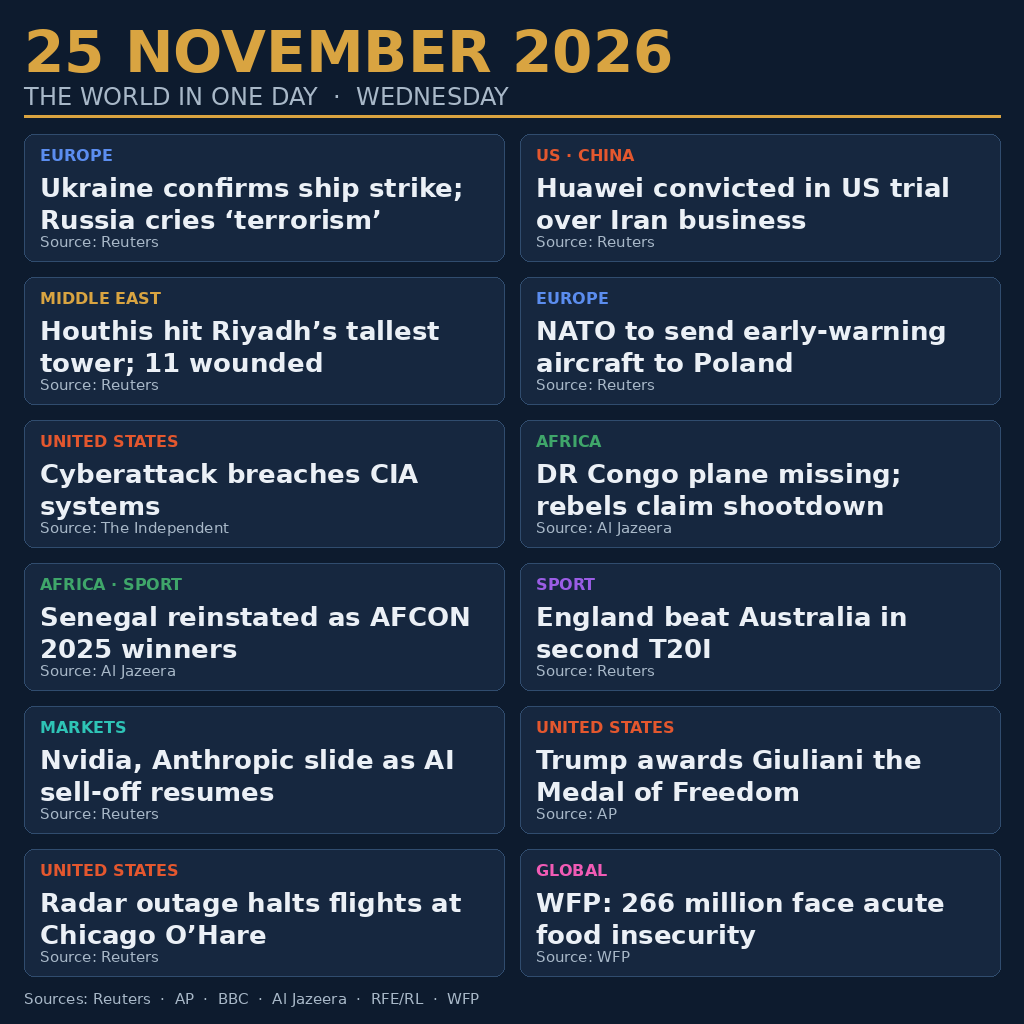 25 NOVEMBER 2026
THE WORLD IN ONE DAY · WEDNESDAY
EUROPE
Ukraine confirms ship strike;
Russia cries ‘terrorism’
Source: Reuters
US · CHINA
Huawei convicted in US trial
over Iran business
Source: Reuters
MIDDLE EAST
Houthis hit Riyadh’s tallest
tower; 11 wounded
Source: Reuters
EUROPE
NATO to send early-warning
aircraft to Poland
Source: Reuters
UNITED STATES
Cyberattack breaches CIA
systems
Source: The Independent
AFRICA
DR Congo plane missing;
rebels claim shootdown
Source: Al Jazeera
AFRICA · SPORT
Senegal reinstated as AFCON
2025 winners
Source: Al Jazeera
SPORT
England beat Australia in
second T20I
Source: Reuters
MARKETS
Nvidia, Anthropic slide as AI
sell-off resumes
Source: Reuters
UNITED STATES
Trump awards Giuliani the
Medal of Freedom
Source: AP
UNITED STATES
Radar outage halts flights at
Chicago O’Hare
Source: Reuters
GLOBAL
WFP: 266 million face acute
food insecurity
Source: WFP
Sources: Reuters · AP · BBC · Al Jazeera · RFE/RL · WFP